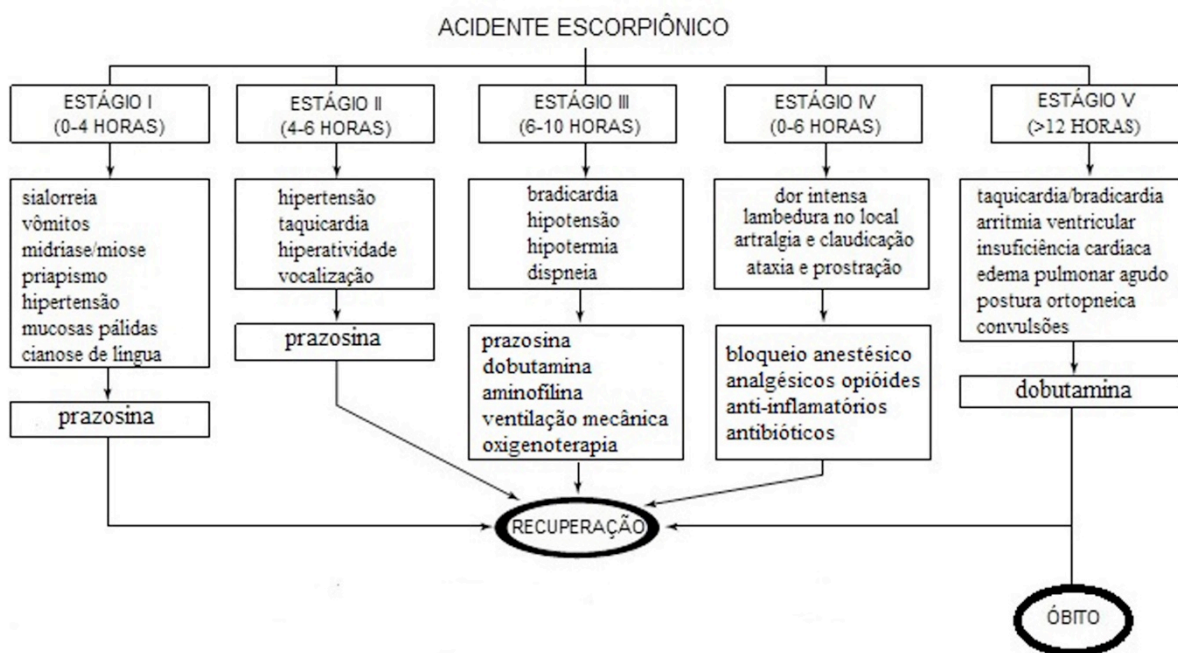 ACIDENTE ESCORPIÔNICO
ESTÁGIO I
(0-4 HORAS)
sialorreia
vômitos
midriase/miose
priapismo
hipertensão
mucosas pálidas
cianose de lingua
prazosina
ESTÁGIO II
(4-6 HORAS)
hipertensão
taquicardia
hiperatividade
vocalização
prazosina
ESTÁGIO III
(6-10 HORAS)
bradicardia
hipotensão
hipotermia
dispneia
prazosina
dobutamina
aminofílina
ventilação mecânica
oxigenoterapia
ESTÁGIO IV
(0-6 HORAS)
dor intensa
lambedura no local
artralgia e claudicação
ataxia e prostração
bloqueio anestésico
analgésicos opióides
anti-inflamatórios
antibióticos
ESTÁGIO V
(>12 HORAS)
taquicardia/bradicardia
arritmia ventricular
insuficiência cardíaca
edema pulmonar agudo
postura ortopneica
convulsões
dobutamina
RECUPERAÇÃO
ÓBITO